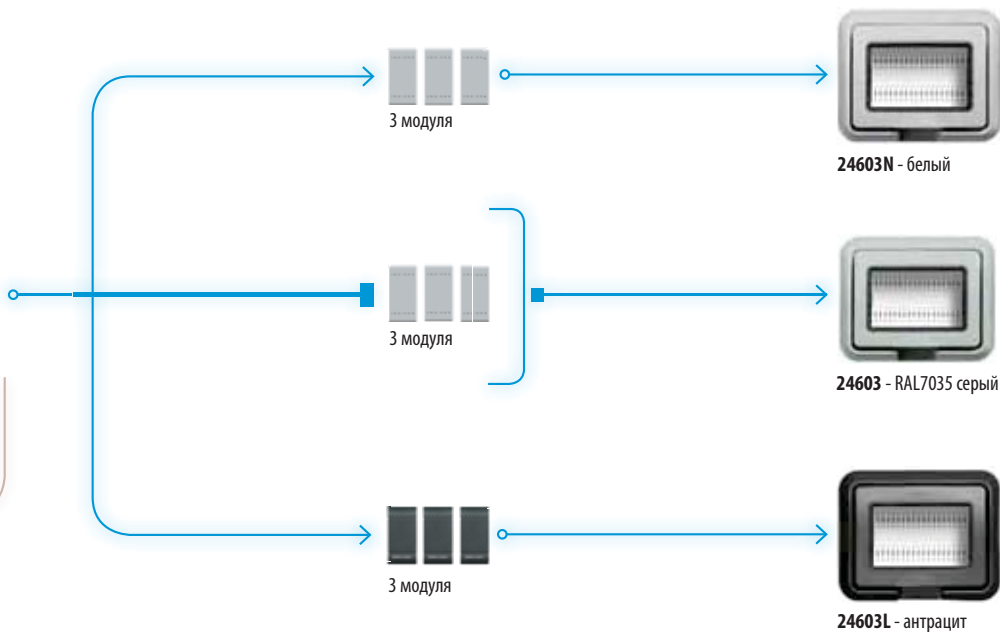 3 модуля
24603N - белый
3 модуля
24603 - RAL7035 серый
3 модуля
24603L - антрацит